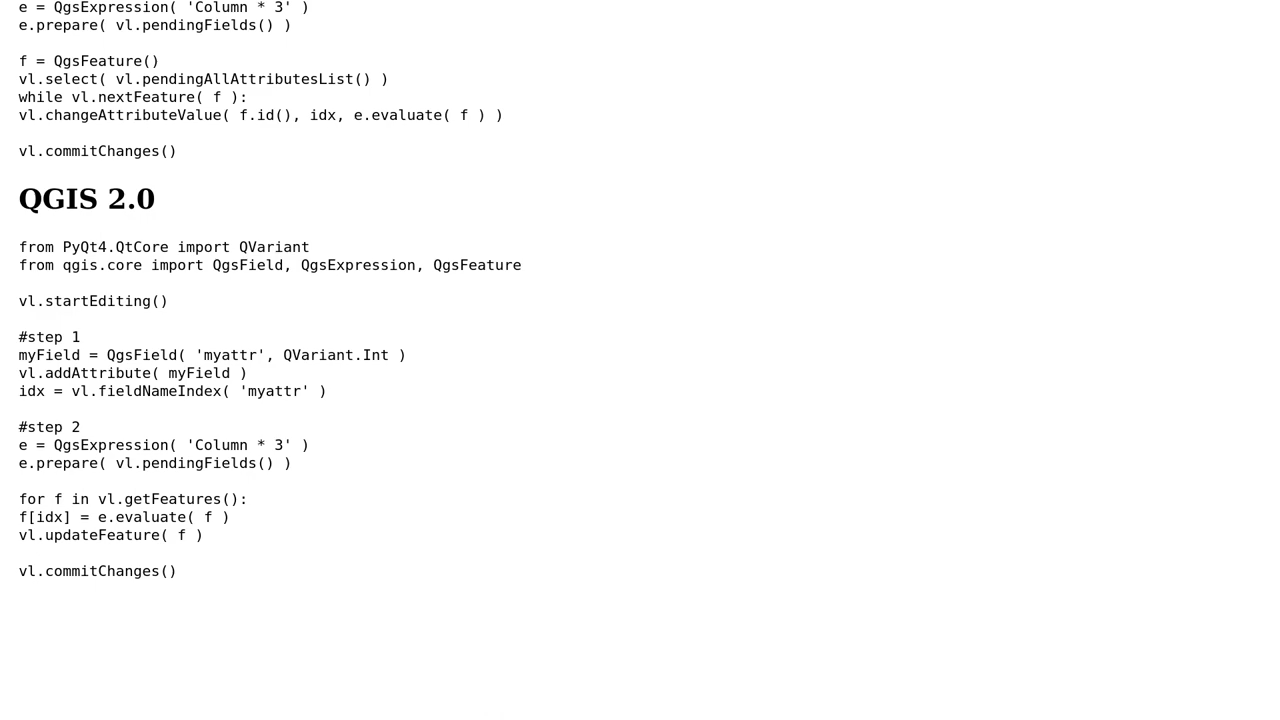 e = QgsExpression( 'Column * 3' )
e.prepare( vl.pendingFields() )
f = QgsFeature()
vl.select( vl.pendingAllAttributesList() )
while vl.nextFeature( f ):
vl.changeAttributeValue( f.id(), idx, e.evaluate( f ) )
vl.commitChanges()
QGIS 2.0
from PyQt4.QtCore import QVariant
from qgis.core import QgsField, QgsExpression, QgsFeature
vl.startEditing()
#step 1
myField = QgsField( 'myattr', QVariant.Int )
vl.addAttribute( myField )
idx = vl.fieldNameIndex( 'myattr' )
#step 2
e = QgsExpression( 'Column * 3' )
e.prepare( vl.pendingFields() )
for f in vl.getFeatures():
f[idx] = e.evaluate( f )
vl.updateFeature( f )
vl.commitChanges()